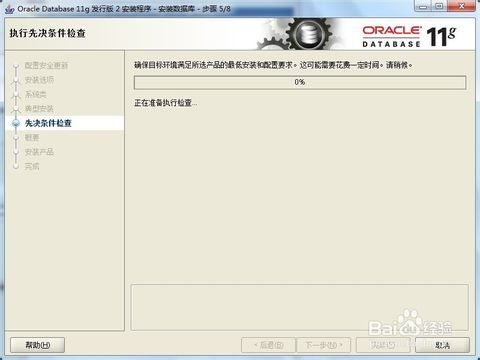 Oracle Database 11g 发行版 2 安装程序 - 安装数据库 - 步骤 5/8
执行先决条件检查
ORACLE
DATABASE
11g
配置安全更新
安装选项
系统类
典型安装
先决条件检查
概要
安装产品
完成
确保目标环境满足所选产品的最低安装和配置要求。这可能需要花费一定时间。请稍候。
0%
正在准备执行检查...
帮助(H)
< 后退(B)
下一步(N) >
取消
Baidu经验